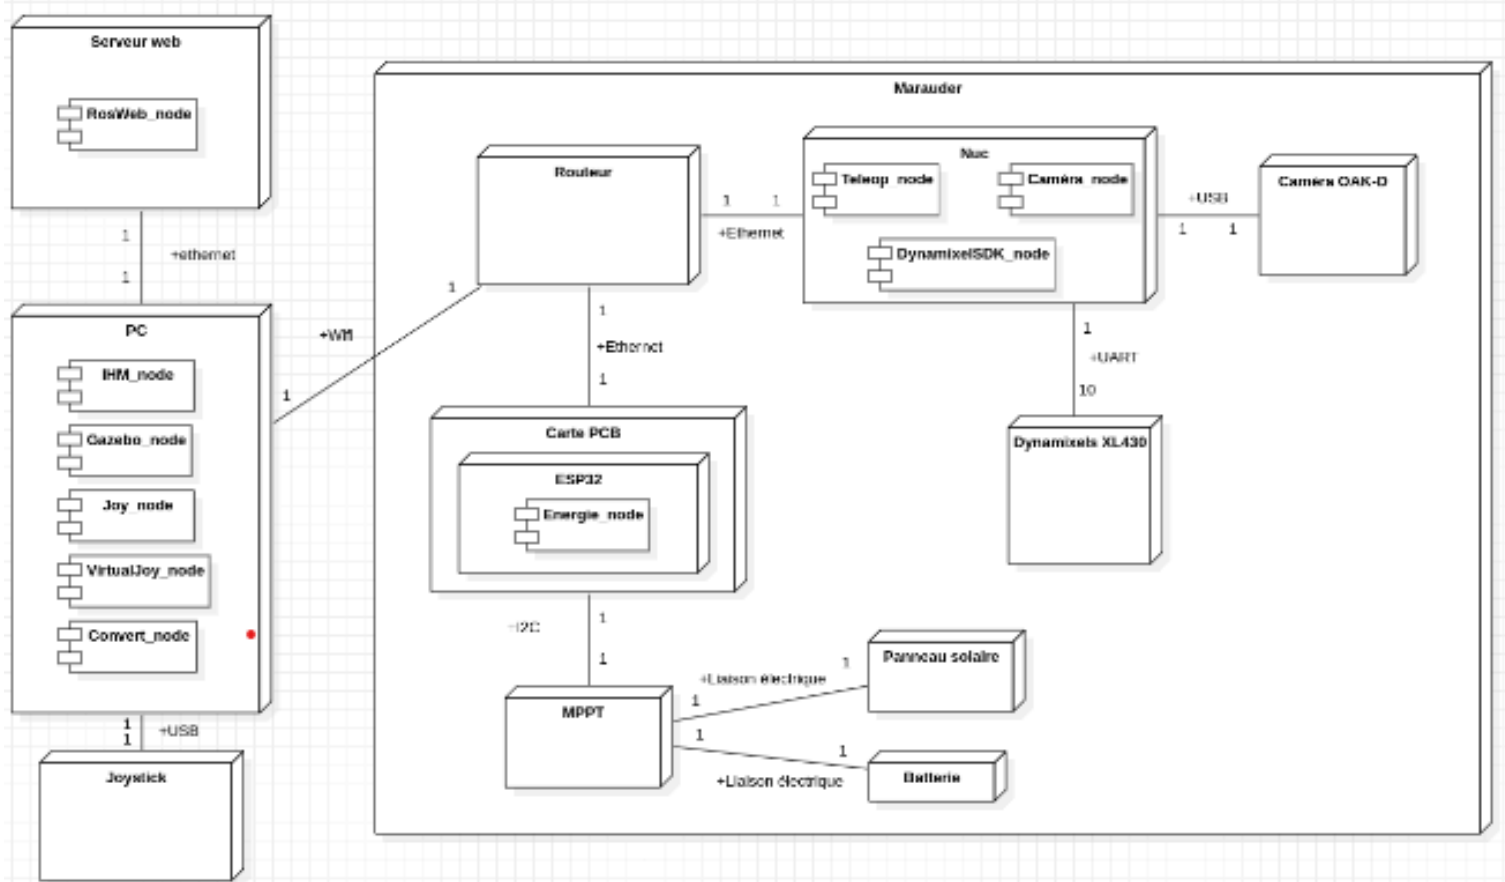 Serveur web
RosWeb_node
1
+ethernet
1
PC
IHM_node
Gazebo_node
Joy_node
VirtualJoy_node
Convert_node
1
1
+USB
Joystick
+Wifi
1
1
Marauder
Routeur
1
1
+Ethernet
Nuc
Teleop_node
Caméra_node
DynamixelSDK_node
+USB
1
1
Caméra OAK-D
1
+Ethernet
1
1
+UART
10
Dynamixels XL430
Carte PCB
ESP32
Energie_node
+I2C
1
1
MPPT
+Liaison électrique
1
1
Panneau solaire
1
1
+Liaison électrique
Batterie